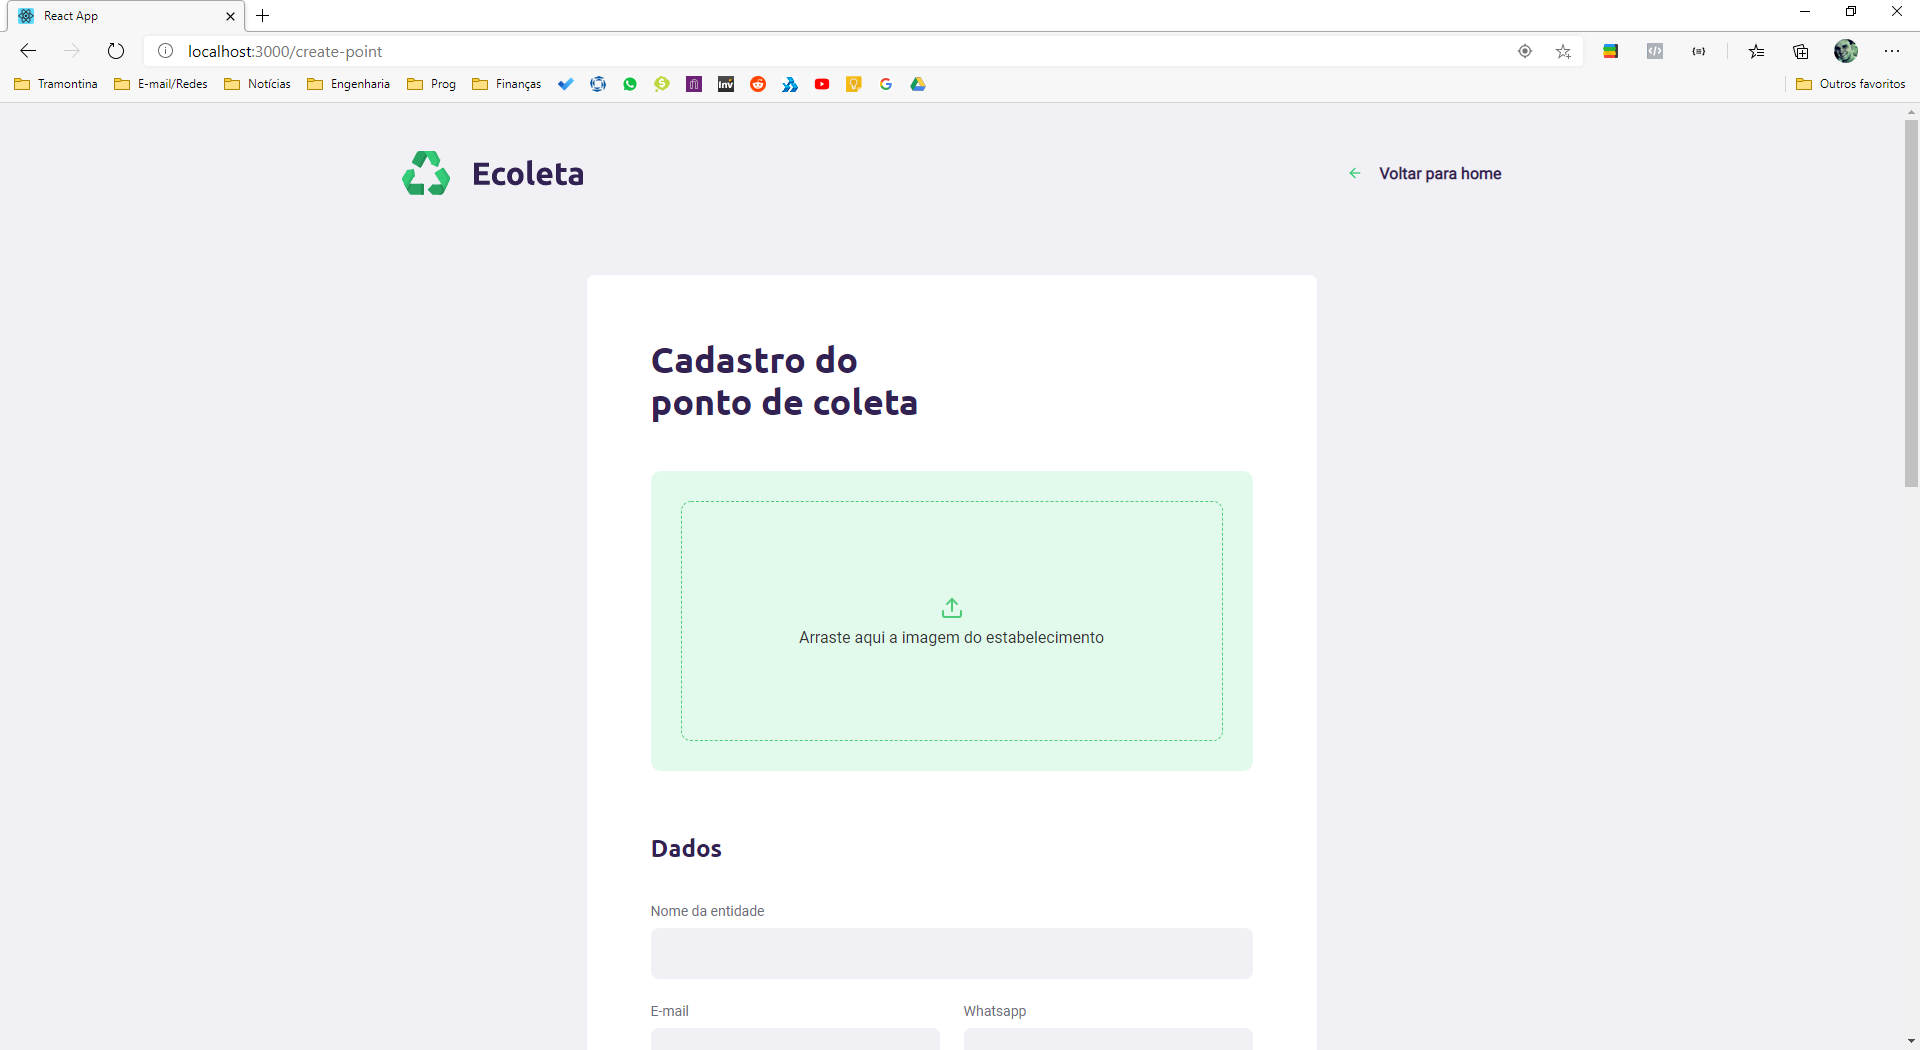 React App
localhost:3000/create-point
Tramontina
E-mail/Redes
Notícias
Engenharia
Prog
Finanças
inv
Outros favoritos
Ecoleta
Voltar para home
Cadastro do
ponto de coleta
Arraste aqui a imagem do estabelecimento
Dados
Nome da entidade
E-mail
Whatsapp